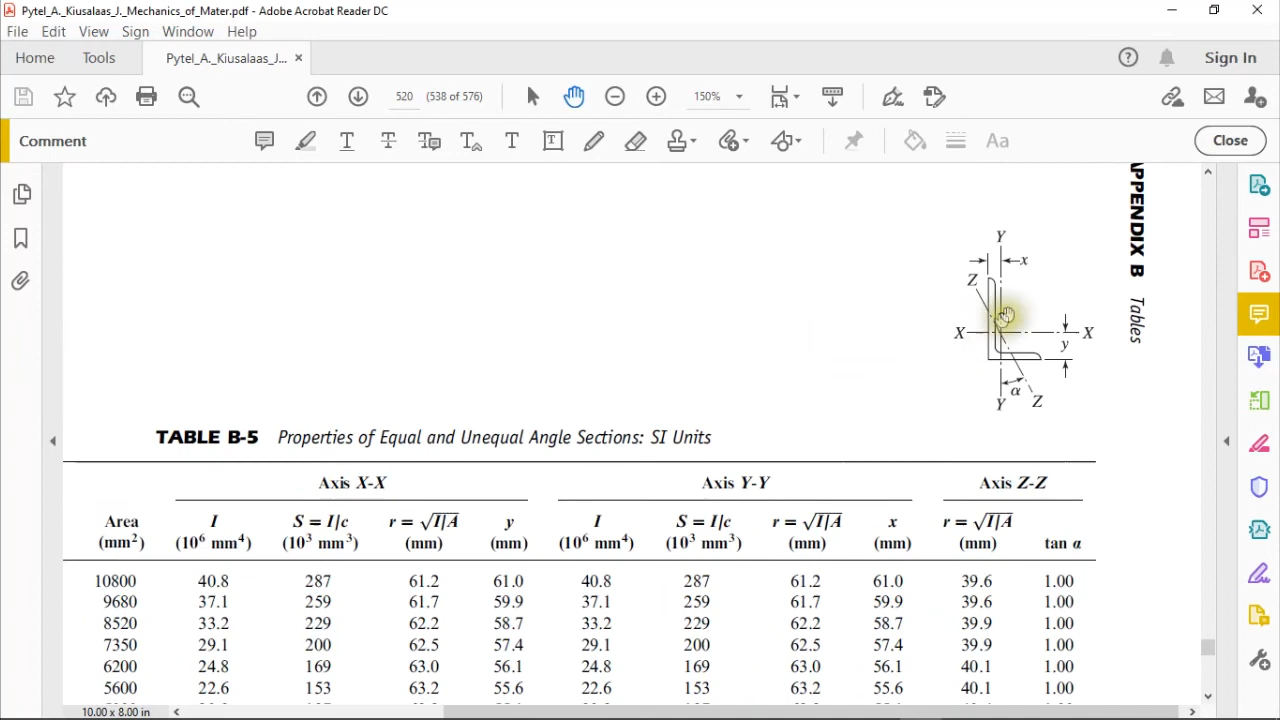 Pytel_A._Kiusalaas_J._Mechanics_of_Mater.pdf - Adobe Acrobat Reader DC
File Edit View Sign Window Help
Home Tools Pytel_A._Kiusalaas_J... × Sign In
520 (538 of 576) 150%
Comment Close
APPENDIX B Tables
Y
x
Z
X X
y
α
Y Z
TABLE B-5 Properties of Equal and Unequal Angle Sections: SI Units
Axis X-X Axis Y-Y Axis Z-Z
Area I S = I/c r = √I/A y I S = I/c r = √I/A x r = √I/A
(mm²) (10⁶ mm⁴) (10³ mm³) (mm) (mm) (10⁶ mm⁴) (10³ mm³) (mm) (mm) (mm) tan α
10800 40.8 287 61.2 61.0 40.8 287 61.2 61.0 39.6 1.00
9680 37.1 259 61.7 59.9 37.1 259 61.7 59.9 39.6 1.00
8520 33.2 229 62.2 58.7 33.2 229 62.2 58.7 39.9 1.00
7350 29.1 200 62.5 57.4 29.1 200 62.5 57.4 39.9 1.00
6200 24.8 169 63.0 56.1 24.8 169 63.0 56.1 40.1 1.00
5600 22.6 153 63.2 55.6 22.6 153 63.2 55.6 40.1 1.00
10.00 x 8.00 in